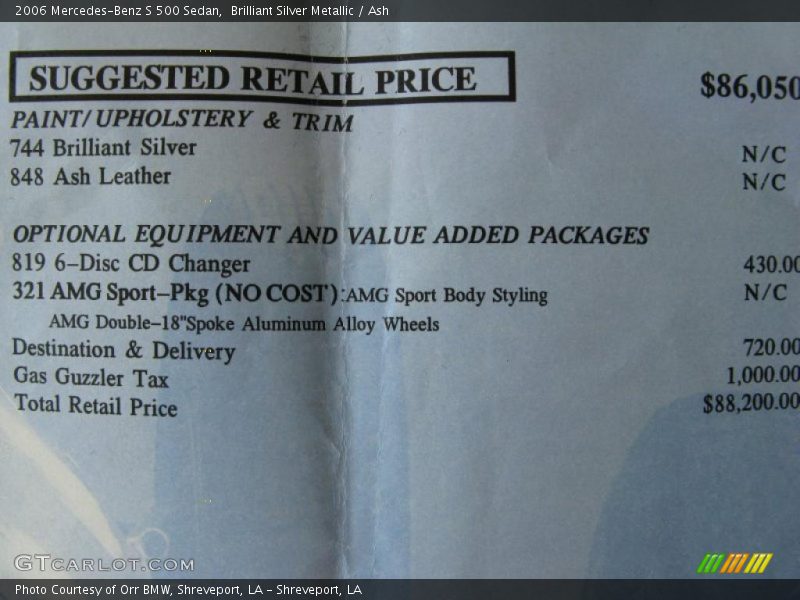 2006 Mercedes-Benz S 500 Sedan, Brilliant Silver Metallic / Ash
SUGGESTED RETAIL PRICE $86,050
PAINT/UPHOLSTERY & TRIM
744 Brilliant Silver N/C
848 Ash Leather N/C
OPTIONAL EQUIPMENT AND VALUE ADDED PACKAGES
819 6-Disc CD Changer 430.00
321 AMG Sport-Pkg (NO COST):AMG Sport Body Styling N/C
AMG Double-18"Spoke Aluminum Alloy Wheels
Destination & Delivery 720.00
Gas Guzzler Tax 1,000.00
Total Retail Price $88,200.00
GTCARLOT.COM
Photo Courtesy of Orr BMW, Shreveport, LA - Shreveport, LA